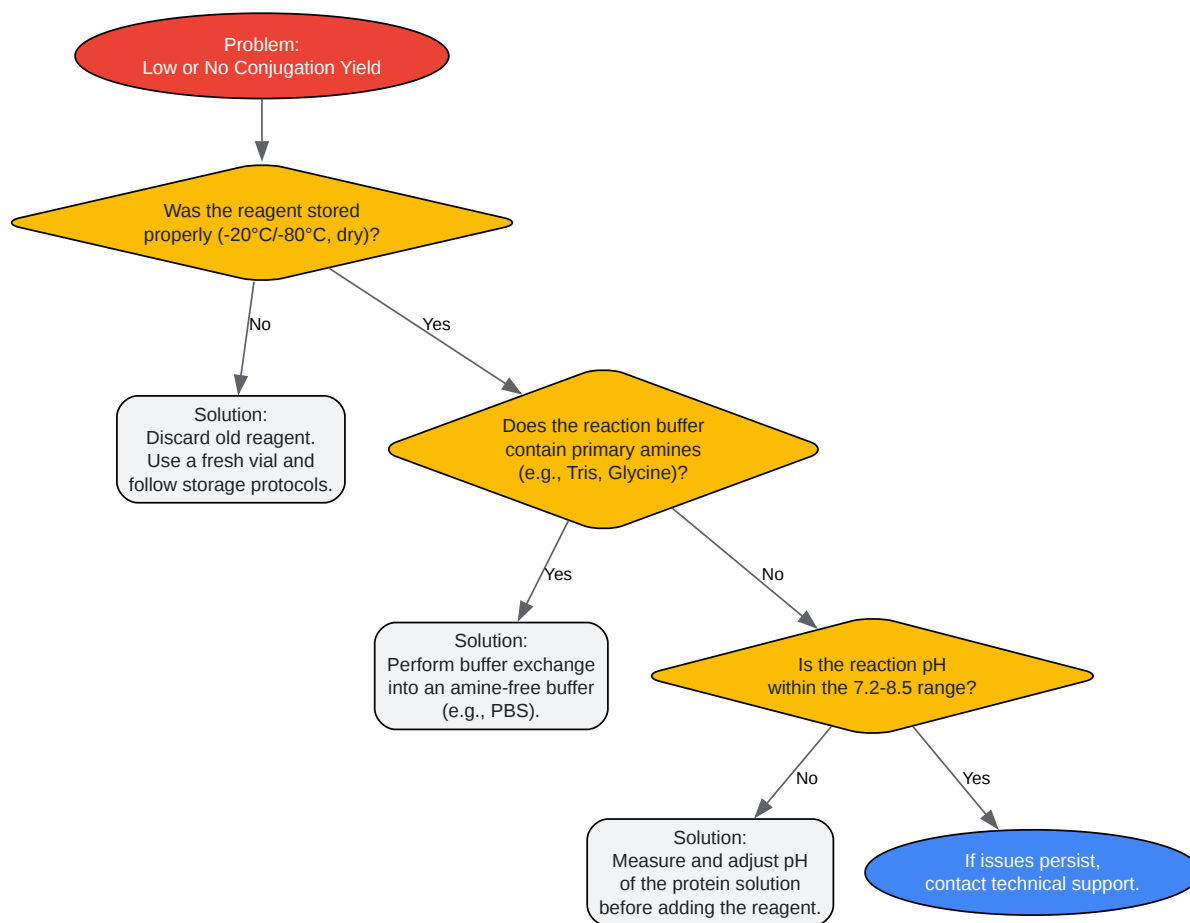 Problem:
Low or No Conjugation Yield
Was the reagent stored
properly (-20°C/-80°C, dry)?
No
Yes
Solution:
Discard old reagent.
Use a fresh vial and
follow storage protocols.
Does the reaction buffer
contain primary amines
(e.g., Tris, Glycine)?
Yes
No
Solution:
Perform buffer exchange
into an amine-free buffer
(e.g., PBS).
Is the reaction pH
within the 7.2-8.5 range?
No
Yes
Solution:
Measure and adjust pH
of the protein solution
before adding the reagent.
If issues persist,
contact technical support.